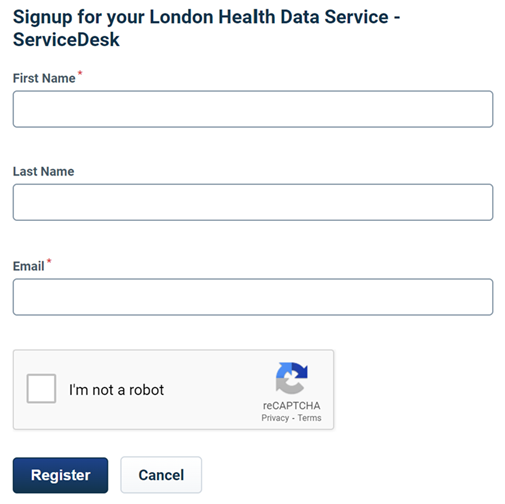 Signup for your London Health Data Service -
ServiceDesk
First Name *
Last Name
Email *
I'm not a robot
reCAPTCHA
Privacy - Terms
Register
Cancel